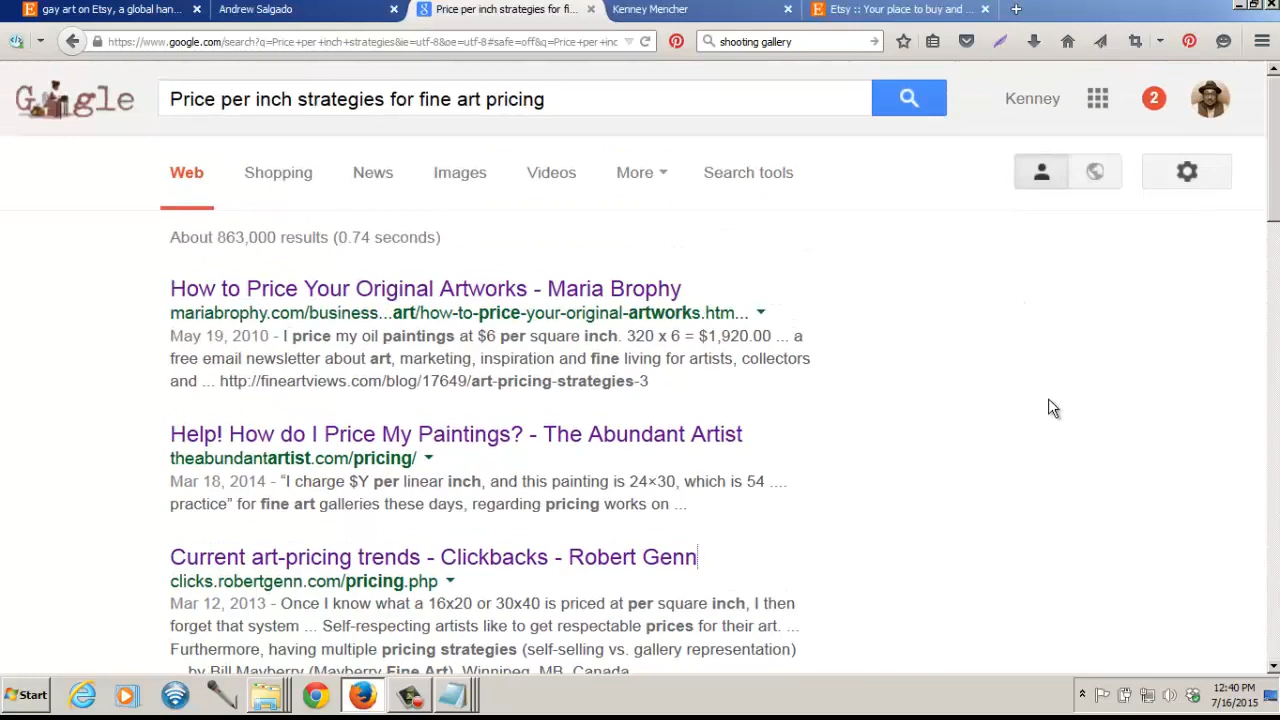 gay art on Etsy, a global han...
Andrew Salgado
Price per inch strategies for fi...
Kenney Mencher
Etsy :: Your place to buy and ...
https://www.google.com/search?q=Price+per+inch+strategies&ie=utf-8&oe=utf-8#safe=off&q=Price+per+inc
shooting gallery
Google
Price per inch strategies for fine art pricing
Kenney
2
Web Shopping News Images Videos More Search tools
About 863,000 results (0.74 seconds)
How to Price Your Original Artworks - Maria Brophy
mariabrophy.com/business...art/how-to-price-your-original-artworks.htm...
May 19, 2010 - I price my oil paintings at $6 per square inch. 320 x 6 = $1,920.00 ... a
free email newsletter about art, marketing, inspiration and fine living for artists, collectors
and ... http://fineartviews.com/blog/17649/art-pricing-strategies-3
Help! How do I Price My Paintings? - The Abundant Artist
theabundantartist.com/pricing/
Mar 18, 2014 - “I charge $Y per linear inch, and this painting is 24×30, which is 54 ....
practice” for fine art galleries these days, regarding pricing works on ...
Current art-pricing trends - Clickbacks - Robert Genn
clicks.robertgenn.com/pricing.php
Mar 12, 2013 - Once I know what a 16x20 or 30x40 is priced at per square inch, I then
forget that system ... Self-respecting artists like to get respectable prices for their art. ...
Furthermore, having multiple pricing strategies (self-selling vs. gallery representation)
... by Bill Mayberry (Mayberry Fine Art), Winnipeg, MB, Canada
Start
12:40 PM
7/16/2015